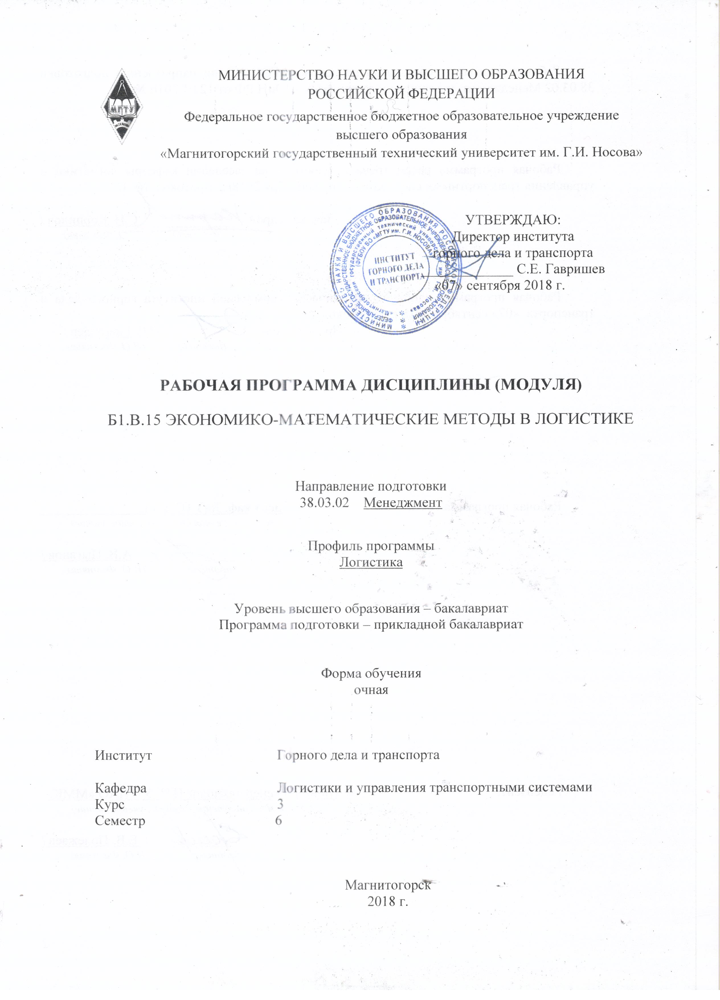 МИНИСТЕРСТВО НАУКИ И ВЫСШЕГО ОБРАЗОВАНИЯ
РОССИЙСКОЙ ФЕДЕРАЦИИ
Федеральное государственное бюджетное образовательное учреждение
высшего образования
«Магнитогорский государственный технический университет им. Г.И. Носова»
МГТУ
УТВЕРЖДАЮ:
Директор института
горного дела и транспорта
С.Е. Гавришев
«07» сентября 2018 г.
МИНИСТЕРСТВО НАУКИ И ВЫСШЕГО ОБРАЗОВАНИЯ РОССИЙСКОЙ ФЕДЕРАЦИИ
ФЕДЕРАЛЬНОЕ ГОСУДАРСТВЕННОЕ БЮДЖЕТНОЕ ОБРАЗОВАТЕЛЬНОЕ УЧРЕЖДЕНИЕ ВЫСШЕГО ОБРАЗОВАНИЯ
«Магнитогорский государственный технический университет им. Г.И. Носова»
(ФГБОУ ВО «МГТУ им. Г.И. НОСОВА»)
ИНСТИТУТ
ГОРНОГО ДЕЛА
И ТРАНСПОРТА
РАБОЧАЯ ПРОГРАММА ДИСЦИПЛИНЫ (МОДУЛЯ)
Б1.В.15 ЭКОНОМИКО-МАТЕМАТИЧЕСКИЕ МЕТОДЫ В ЛОГИСТИКЕ
Направление подготовки
38.03.02 Менеджмент
Профиль программы
Логистика
Уровень высшего образования – бакалавриат
Программа подготовки – прикладной бакалавриат
Форма обучения
очная
Институт Горного дела и транспорта
Кафедра Логистики и управления транспортными системами
Курс 3
Семестр 6
Магнитогорск
2018 г.